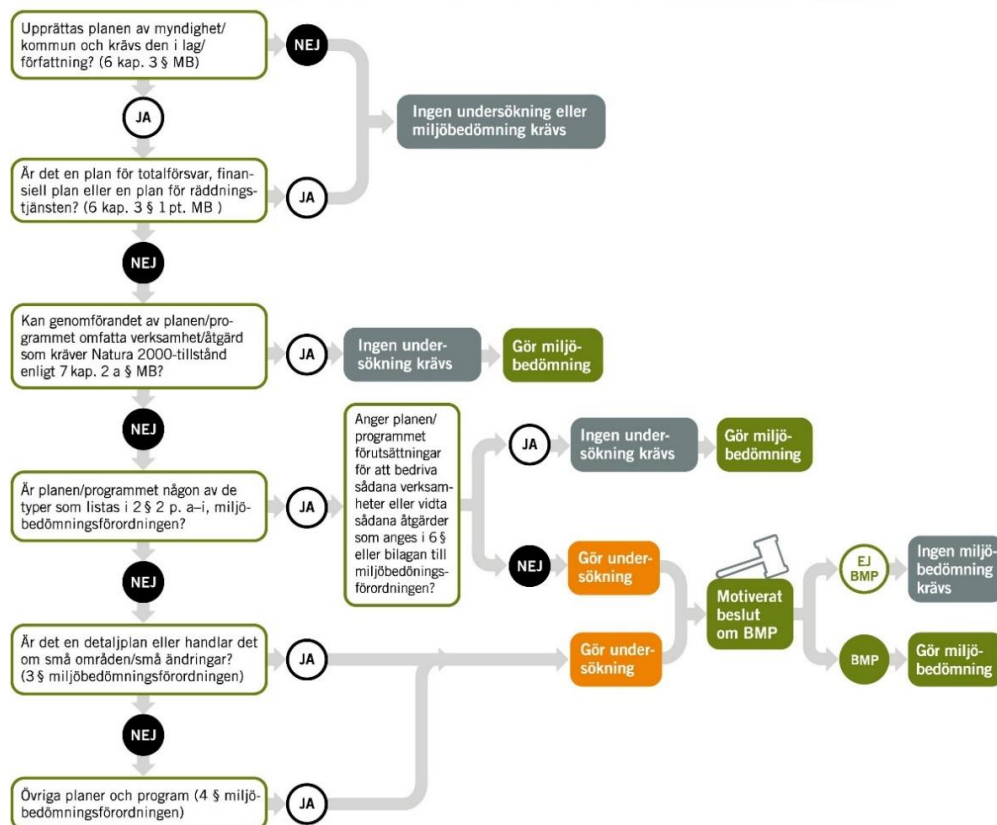 Upprättas planen av myndighet/
kommun och krävs den i lag/
författning? (6 kap. 3 § MB)
NEJ
JA
Ingen undersökning eller
miljöbedömning krävs
Är det en plan för totalförsvar, finan-
siell plan eller en plan för räddnings-
tjänsten? (6 kap. 3 § 1 pt. MB )
JA
NEJ
Kan genomförandet av planen/pro-
grammet omfatta verksamhet/åtgärd
som kräver Natura 2000-tillstånd
enligt 7 kap. 2 a § MB?
JA
Ingen under-
sökning krävs
Gör miljö-
bedömning
NEJ
Är planen/programmet någon av de
typer som listas i 2 § 2 p. a–i, miljö-
bedömningsförordningen?
JA
Anger planen/
programmet
förutsättningar
för att bedriva
sådana verksam-
heter eller vidta
sådana åtgärder
som anges i 6 §
eller bilagan till
miljöbedönings-
förordningen?
JA
Ingen under-
sökning krävs
Gör miljö-
bedömning
NEJ
Gör under-
sökning
Motiverat
beslut
om BMP
EJ
BMP
Ingen miljö-
bedömning
krävs
BMP
Gör miljö-
bedömning
NEJ
Är det en detaljplan eller handlar det
om små områden/små ändringar?
(3 § miljöbedömningsförordningen)
JA
Gör under-
sökning
NEJ
Övriga planer och program (4 § miljö-
bedömningsförordningen)
JA